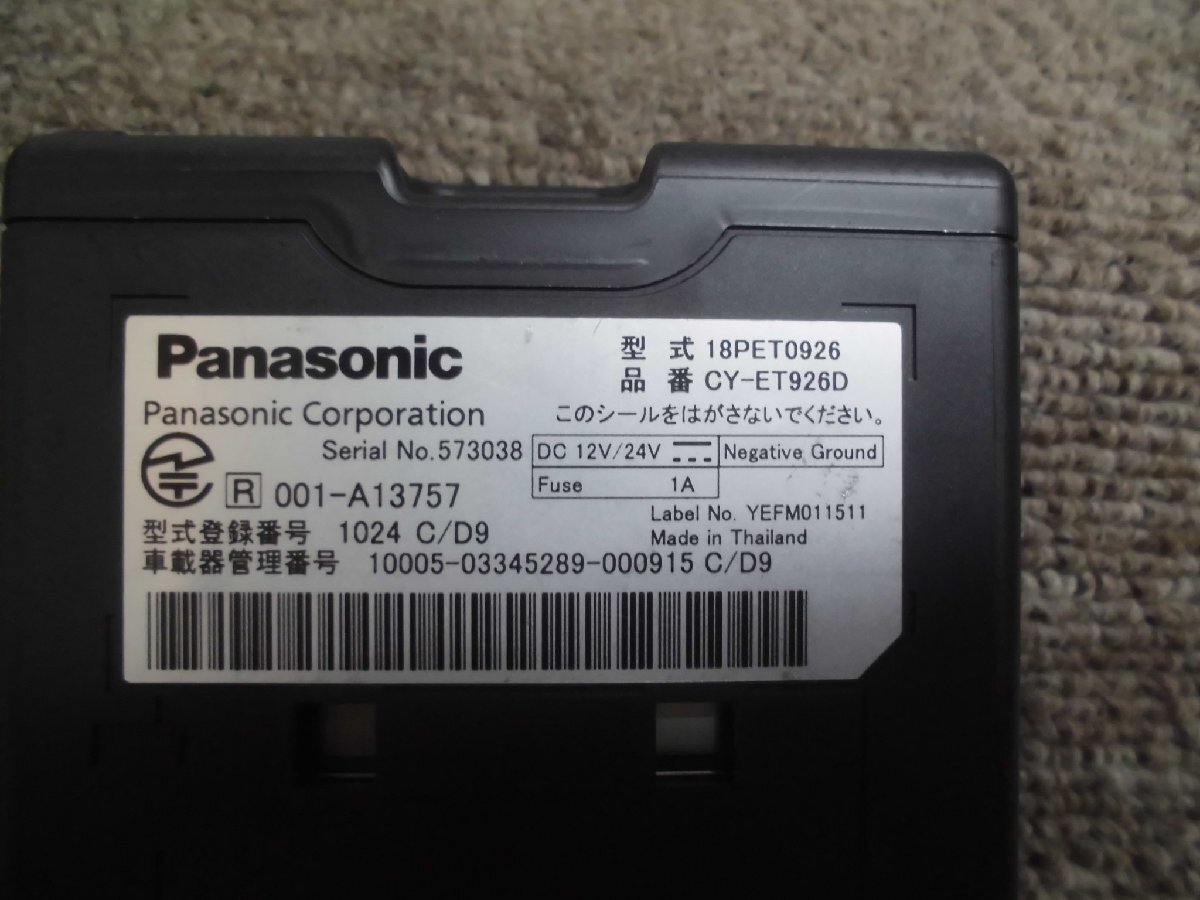 Panasonic
Panasonic Corporation
型 式 18PET0926
品 番 CY-ET926D
このシールをはがさないでください。
Serial No.573038
DC 12V/24V
Negative Ground
Fuse 1A
R 001-A13757
Label No. YEFM011511
Made in Thailand
型式登録番号 1024 C/D9
車載器管理番号 10005-03345289-000915 C/D9